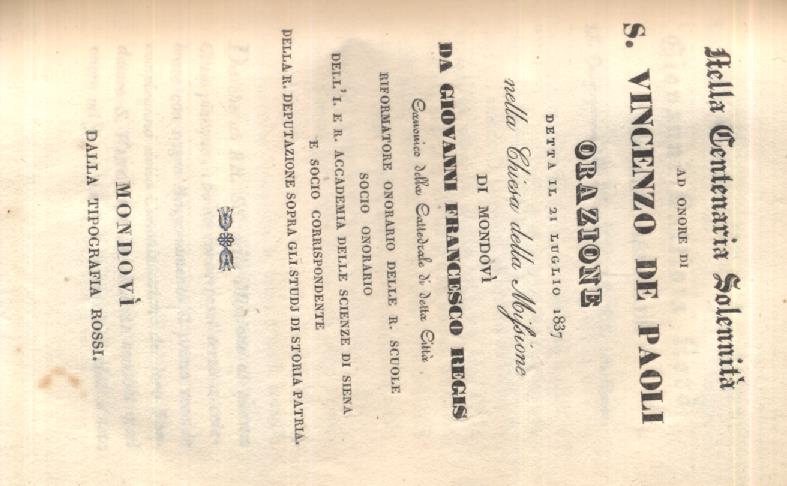 Nella Centenaria Solennità
AD ONORE DI
S. VINCENZO DE PAOLI
ORAZIONE
DETTA IL 21 LUGLIO 1837
nella Chiesa della Missione
DI MONDOVÌ
DA GIOVANNI FRANCESCO REGIS
Canonico della Cattedrale di detta Città
RIFORMATORE ONORARIO DELLE R. SCUOLE
SOCIO ONORARIO
DELL'I. E R. ACCADEMIA DELLE SCIENZE DI SIENA
E SOCIO CORRISPONDENTE
DELLA R. DEPUTAZIONE SOPRA GLI STUDJ DI STORIA PATRIA.
MONDOVÌ
DALLA TIPOGRAFIA ROSSI.